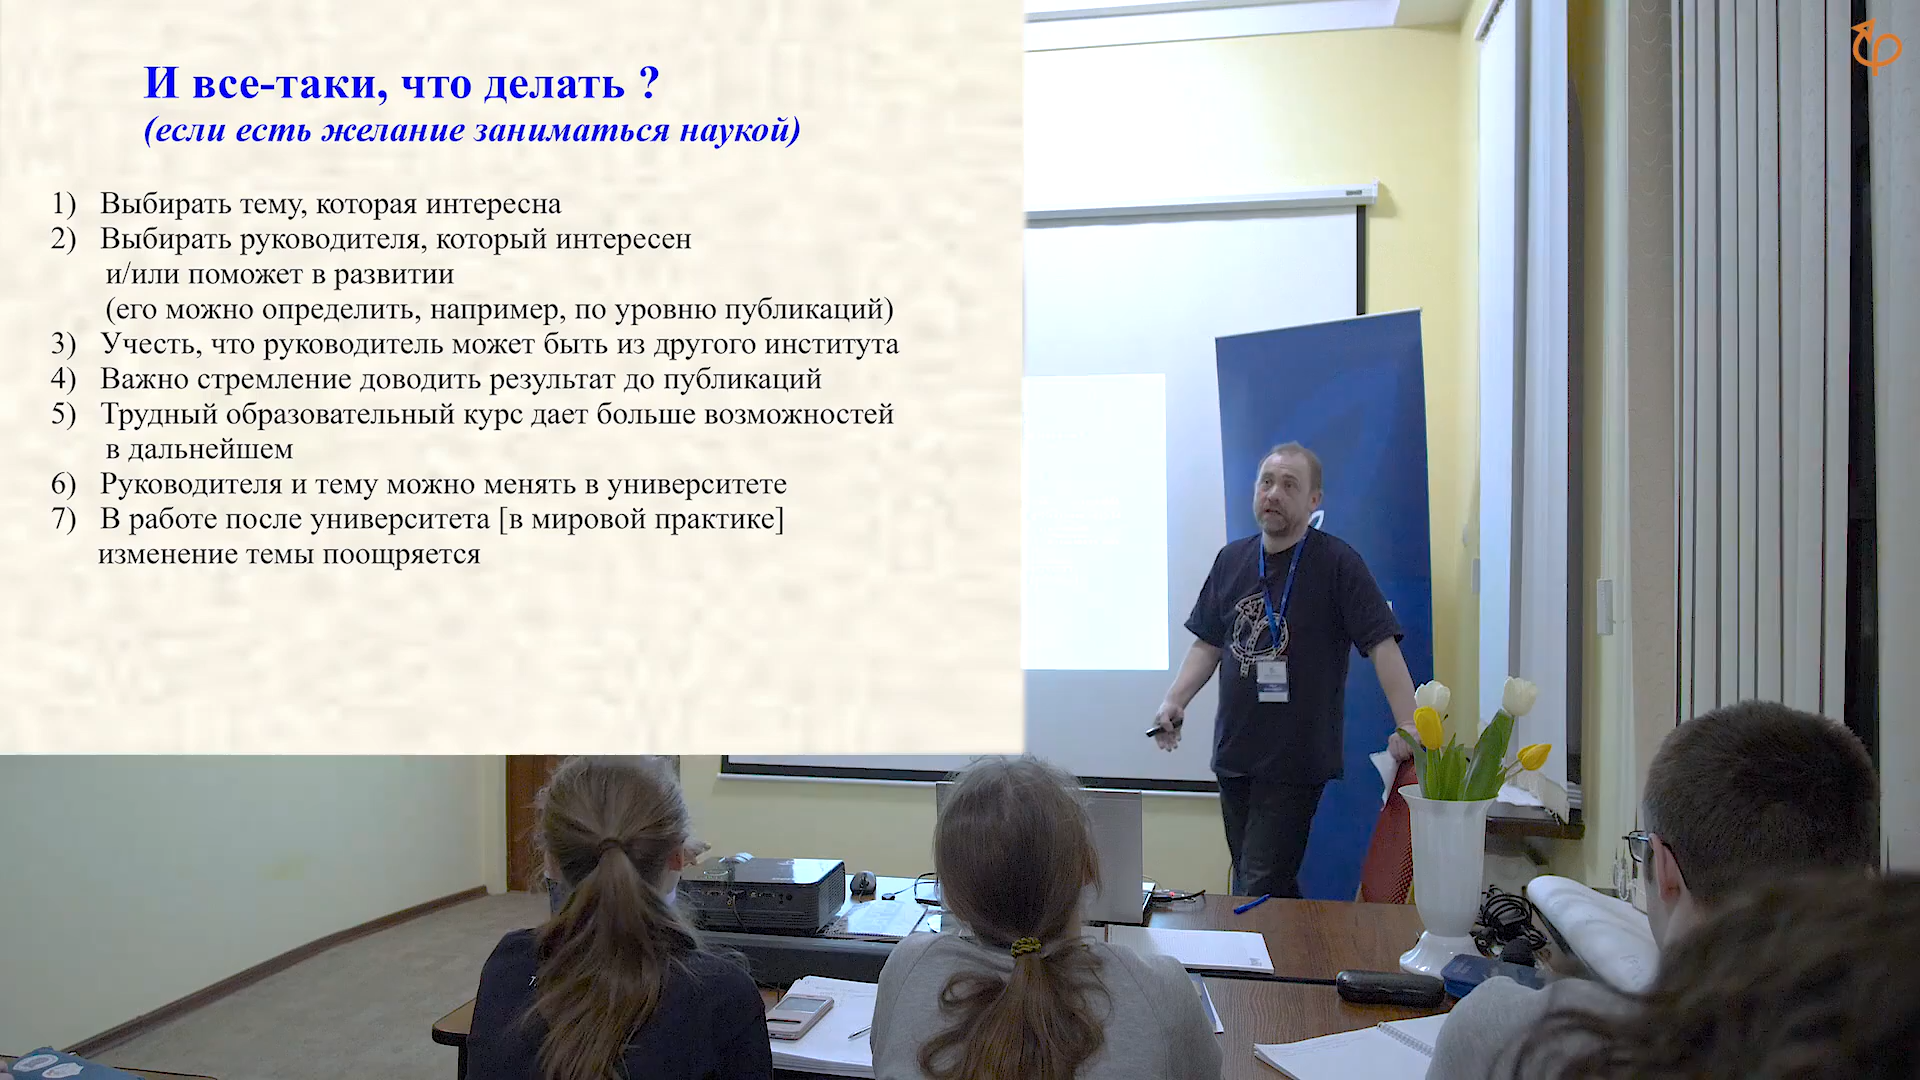 И все-таки, что делать ?
(если есть желание заниматься наукой)
1) Выбирать тему, которая интересна
2) Выбирать руководителя, который интересен
и/или поможет в развитии
(его можно определить, например, по уровню публикаций)
3) Учесть, что руководитель может быть из другого института
4) Важно стремление доводить результат до публикаций
5) Трудный образовательный курс дает больше возможностей
в дальнейшем
6) Руководителя и тему можно менять в университете
7) В работе после университета [в мировой практике]
изменение темы поощряется